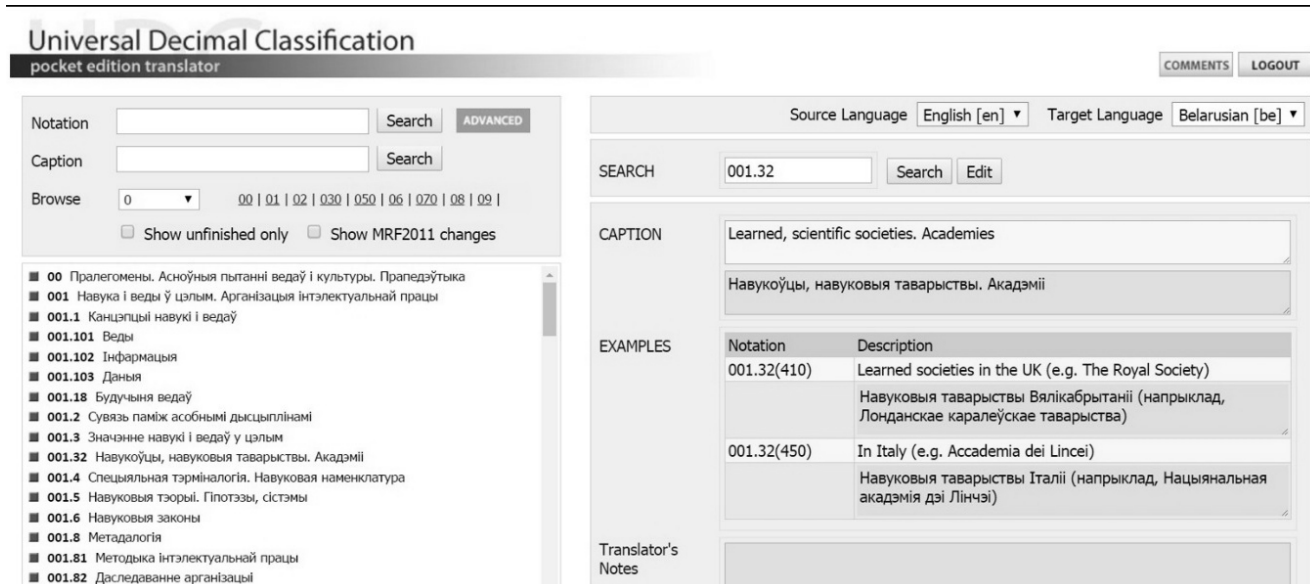 Universal Decimal Classification
pocket edition translator
COMMENTS LOGOUT
Notation Search ADVANCED
Caption Search
Browse 0 00 | 01 | 02 | 030 | 050 | 06 | 070 | 08 | 09 |
Show unfinished only Show MRF2011 changes
00 Пралегомены. Асноўныя пытанні ведаў і культуры. Прапедэўтыка
001 Навука і веды ў цэлым. Арганізацыя інтэлектуальнай працы
001.1 Канцэпцыі навукі і ведаў
001.101 Веды
001.102 Інфармацыя
001.103 Даныя
001.18 Будучыня ведаў
001.2 Сувязь паміж асобнымі дысцыплінамі
001.3 Значэнне навукі і ведаў у цэлым
001.32 Навукоўцы, навуковыя таварыствы. Акадэміі
001.4 Спецыяльная тэрміналогія. Навуковая наменклатура
001.5 Навуковыя тэорыі. Гіпотэзы, сістэмы
001.6 Навуковыя законы
001.8 Метадалогія
001.81 Методыка інтэлектуальнай працы
001.82 Даследаванне арганізацыі
Source Language English [en] Target Language Belarusian [be]
SEARCH 001.32 Search Edit
CAPTION Learned, scientific societies. Academies
Навукоўцы, навуковыя таварыствы. Акадэміі
EXAMPLES Notation Description
001.32(410) Learned societies in the UK (e.g. The Royal Society)
Навуковыя таварыствы Вялікабрытаніі (напрыклад,
Лонданскае каралеўскае таварыства)
001.32(450) In Italy (e.g. Accademia dei Lincei)
Навуковыя таварыствы Італіі (напрыклад, Нацыянальная
акадэмія дэі Лінчэі)
Translator's
Notes